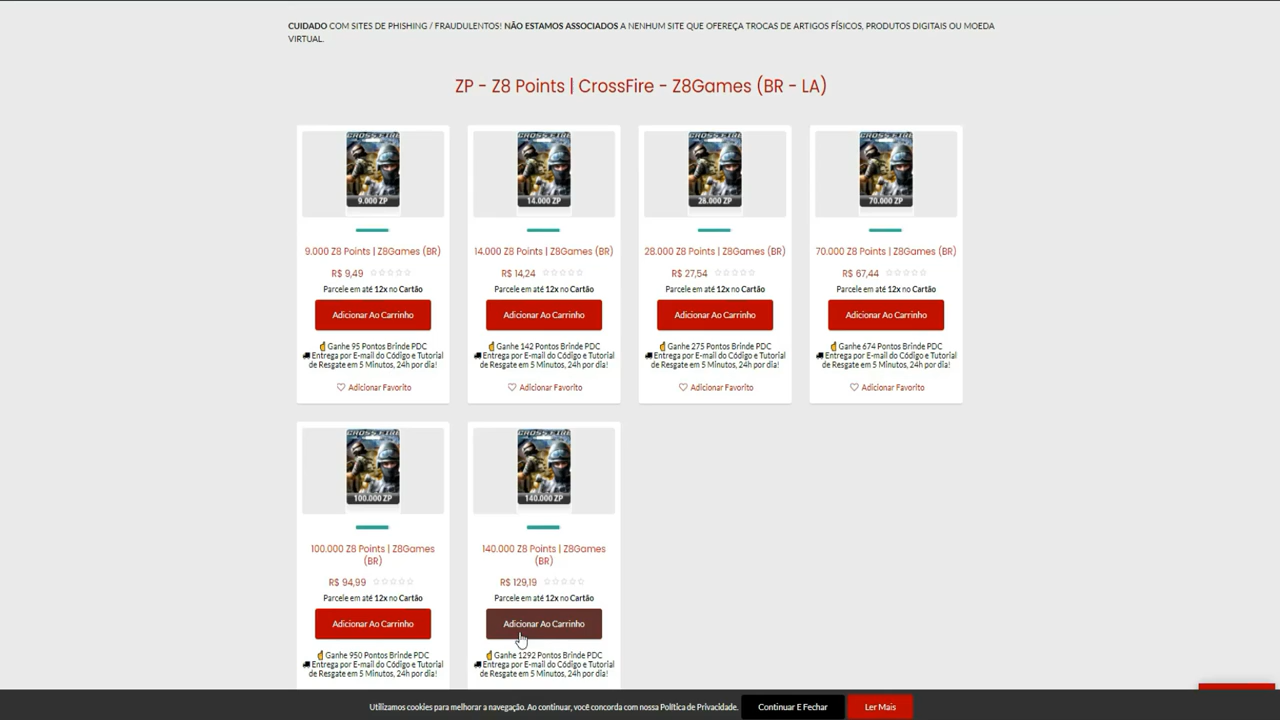 CUIDADO COM SITES DE PHISHING / FRAUDULENTOS! NÃO ESTAMOS ASSOCIADOS A NENHUM SITE QUE OFEREÇA TROCAS DE ARTIGOS FÍSICOS, PRODUTOS DIGITAIS OU MOEDA
VIRTUAL.
ZP - Z8 Points | CrossFire - Z8Games (BR - LA)
9.000 ZP
14.000 ZP
28.000 ZP
70.000 ZP
9.000 Z8 Points | Z8Games (BR)
14.000 Z8 Points | Z8Games (BR)
28.000 Z8 Points | Z8Games (BR)
70.000 Z8 Points | Z8Games (BR)
R$ 9,49
R$ 14,24
R$ 27,54
R$ 67,44
Parcele em até 12x no Cartão
Parcele em até 12x no Cartão
Parcele em até 12x no Cartão
Parcele em até 12x no Cartão
Adicionar Ao Carrinho
Adicionar Ao Carrinho
Adicionar Ao Carrinho
Adicionar Ao Carrinho
Ganhe 95 Pontos Brinde PDC
Entrega por E-mail do Código e Tutorial
de Resgate em 5 Minutos, 24h por dia!
Ganhe 142 Pontos Brinde PDC
Entrega por E-mail do Código e Tutorial
de Resgate em 5 Minutos, 24h por dia!
Ganhe 275 Pontos Brinde PDC
Entrega por E-mail do Código e Tutorial
de Resgate em 5 Minutos, 24h por dia!
Ganhe 674 Pontos Brinde PDC
Entrega por E-mail do Código e Tutorial
de Resgate em 5 Minutos, 24h por dia!
Adicionar Favorito
Adicionar Favorito
Adicionar Favorito
Adicionar Favorito
CROSS FIRE
100.000 ZP
CROSS FIRE
140.000 ZP
100.000 Z8 Points | Z8Games
(BR)
140.000 Z8 Points | Z8Games
(BR)
R$ 94,99
R$ 129,19
Parcele em até 12x no Cartão
Parcele em até 12x no Cartão
Adicionar Ao Carrinho
Adicionar Ao Carrinho
Ganhe 950 Pontos Brinde PDC
Entrega por E-mail do Código e Tutorial
de Resgate em 5 Minutos, 24h por dia!
Ganhe 1292 Pontos Brinde PDC
Entrega por E-mail do Código e Tutorial
de Resgate em 5 Minutos, 24h por dia!
Utilizamos cookies para melhorar a navegação. Ao continuar, você concorda com nossa Política de Privacidade.
Continuar E Fechar
Ler Mais